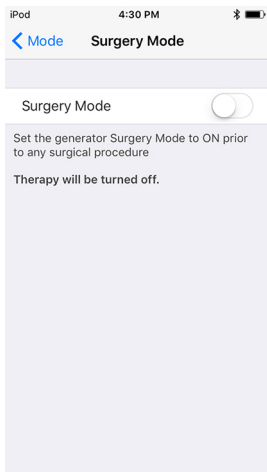 iPod 4:30 PM
Mode Surgery Mode
Surgery Mode
Set the generator Surgery Mode to ON prior
to any surgical procedure
Therapy will be turned off.